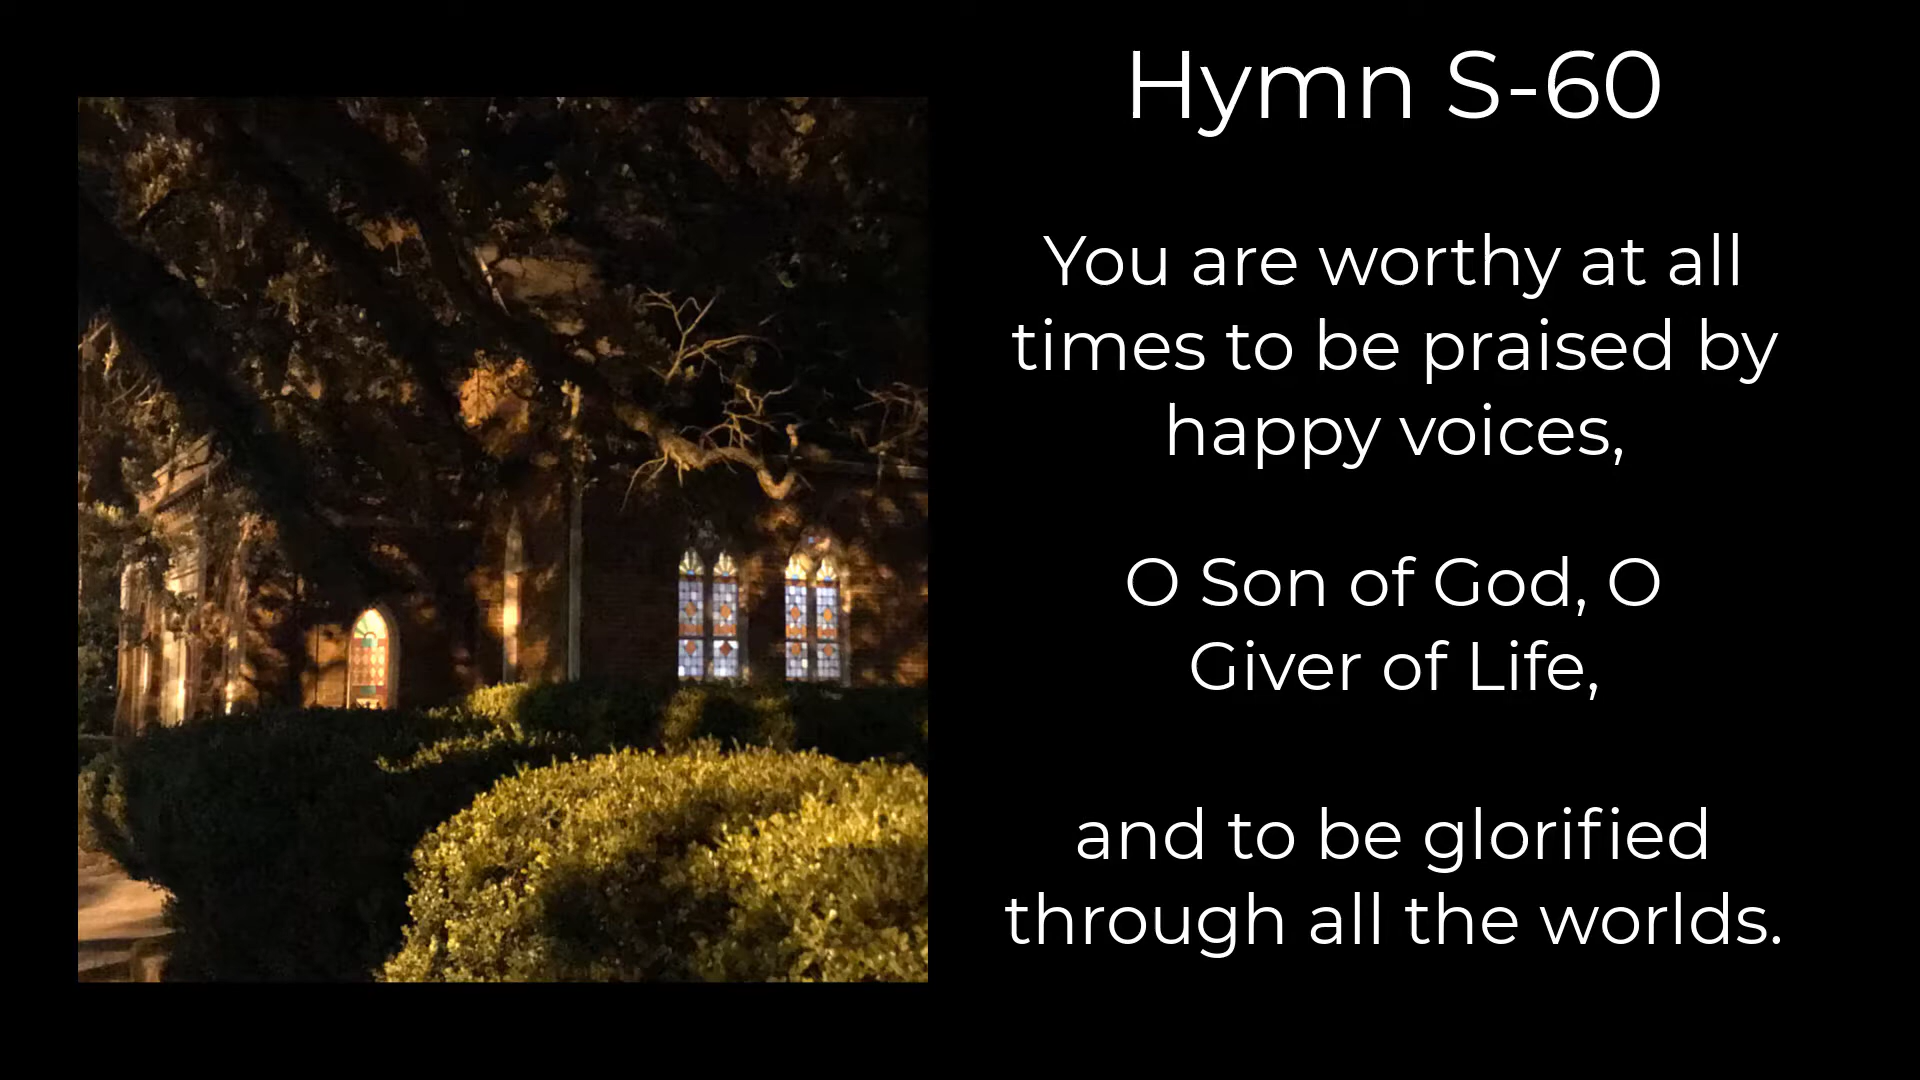 Hymn S-60
You are worthy at all
times to be praised by
happy voices,
O Son of God, O
Giver of Life,
and to be glorified
through all the worlds.